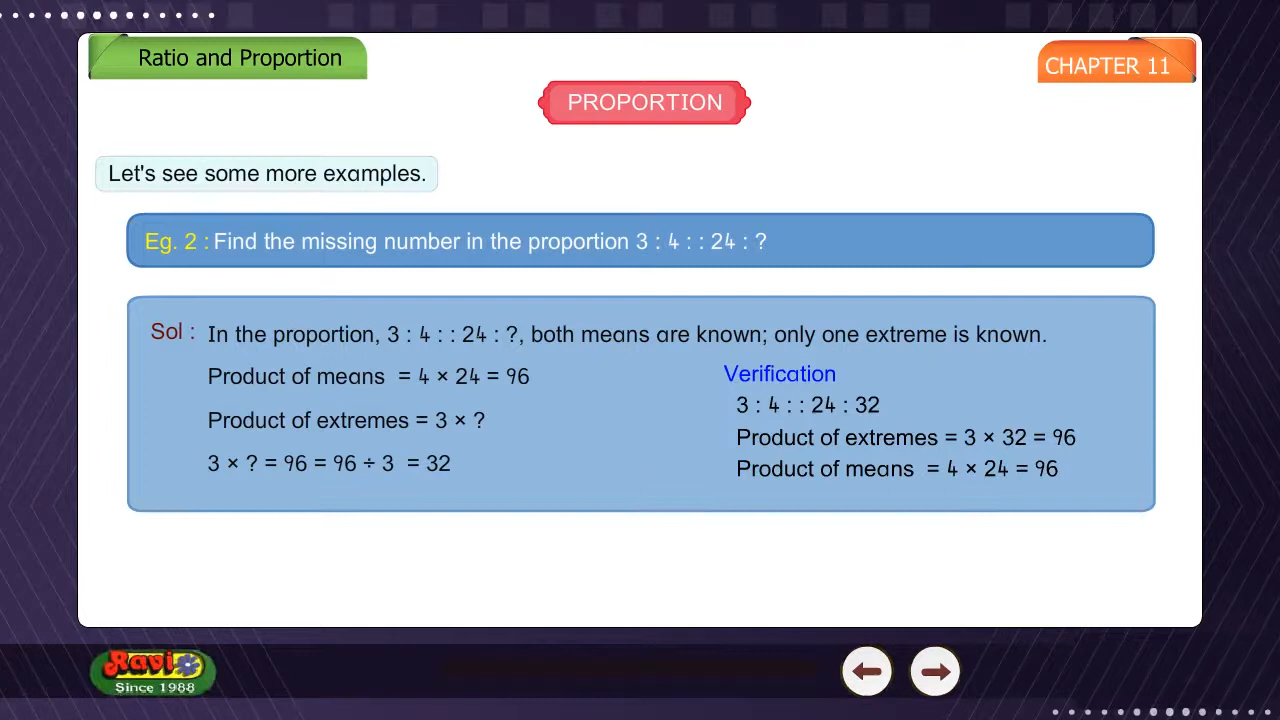 Ratio and Proportion
CHAPTER 11
PROPORTION
Let's see some more examples.
Eg. 2 : Find the missing number in the proportion 3 : 4 : : 24 : ?
Sol : In the proportion, 3 : 4 : : 24 : ?, both means are known; only one extreme is known.
Product of means = 4 × 24 = 96
Product of extremes = 3 × ?
3 × ? = 96 = 96 ÷ 3 = 32
Verification
3 : 4 : : 24 : 32
Product of extremes = 3 × 32 = 96
Product of means = 4 × 24 = 96
Ravi
Since 1988